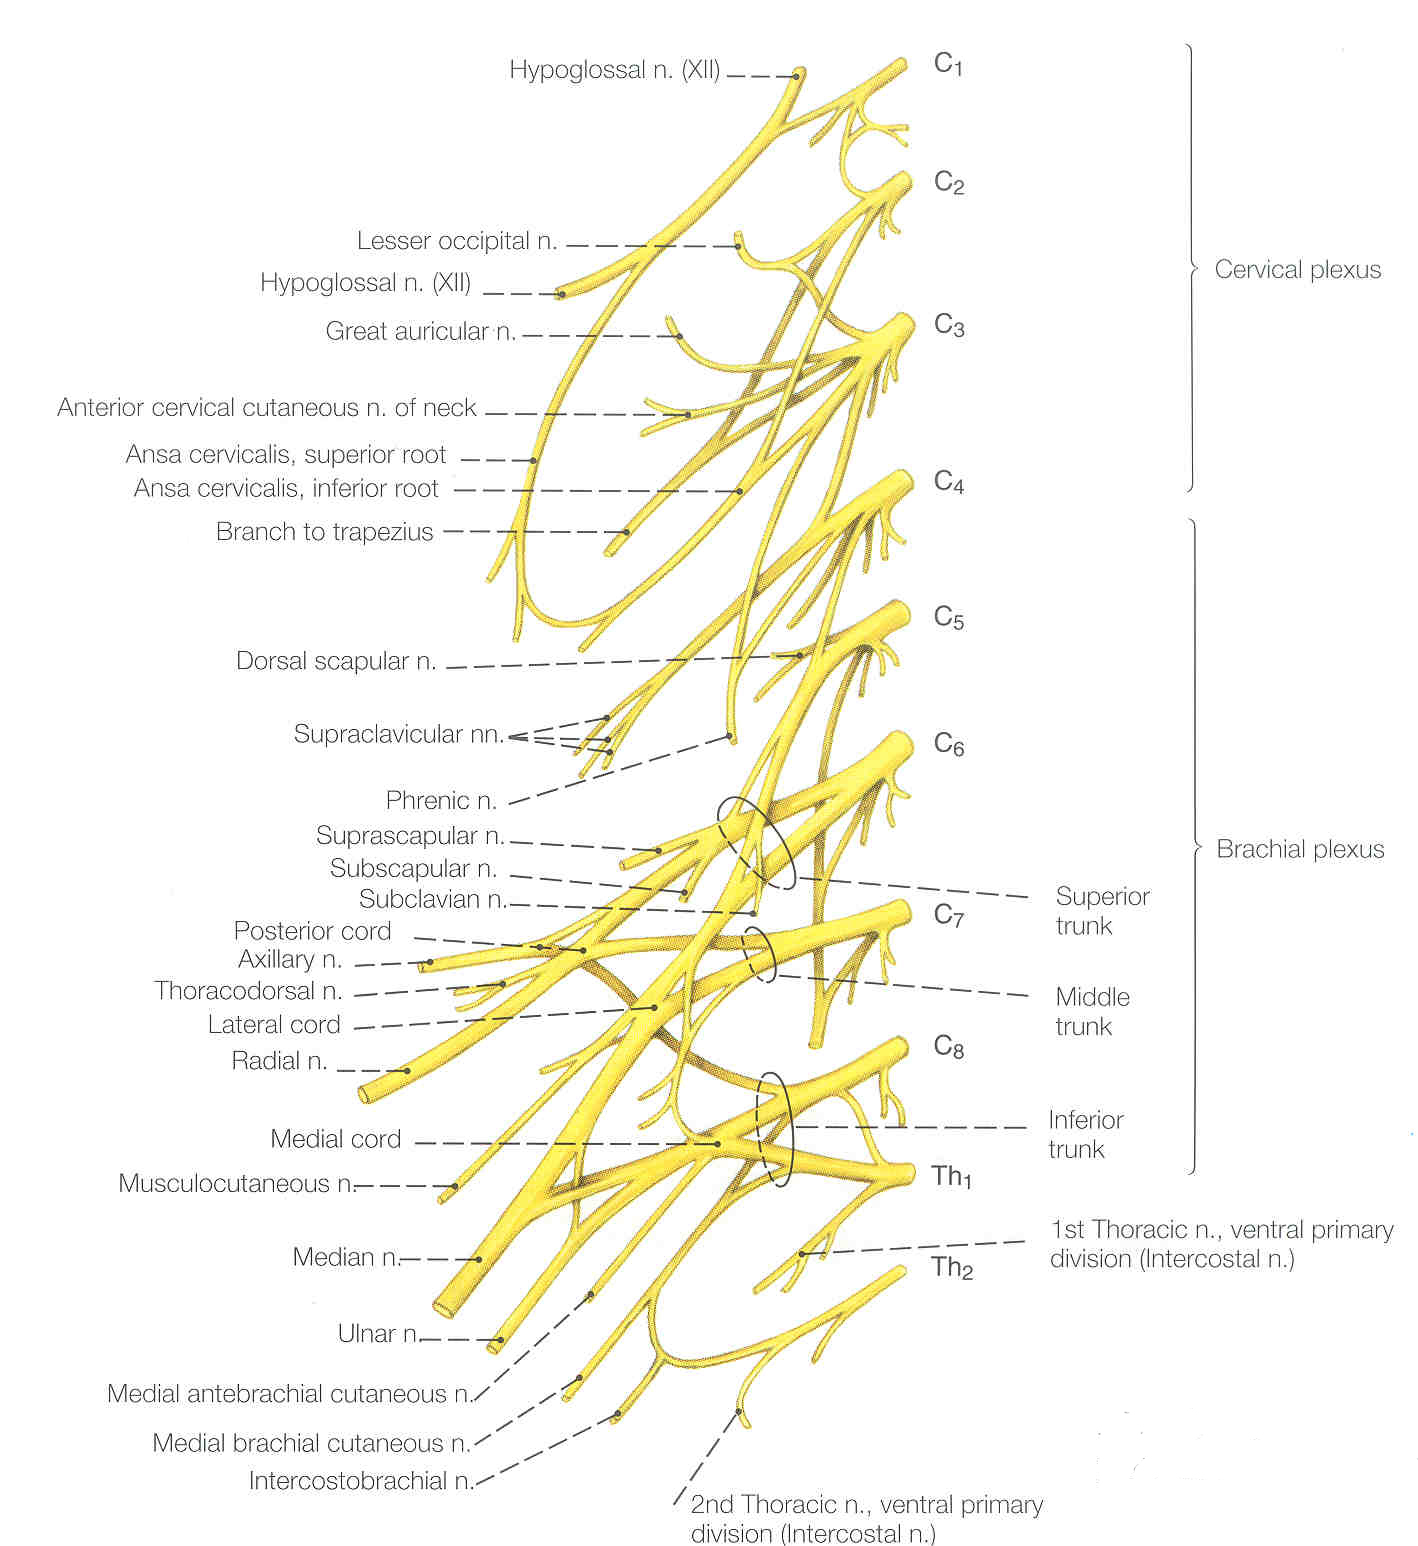 Hypoglossal n. (XII)
C1
C2
Lesser occipital n.
Hypoglossal n. (XII)
Cervical plexus
Great auricular n.
C3
Anterior cervical cutaneous n. of neck
Ansa cervicalis, superior root
Ansa cervicalis, inferior root
C4
Branch to trapezius
C5
Dorsal scapular n.
Supraclavicular nn.
C6
Phrenic n.
Suprascapular n.
Brachial plexus
Subscapular n.
Subclavian n.
Superior
trunk
C7
Posterior cord
Axillary n.
Thoracodorsal n.
Middle
trunk
Lateral cord
Radial n.
C8
Inferior
trunk
Medial cord
Musculocutaneous n.
Th1
Median n.
1st Thoracic n., ventral primary
division (Intercostal n.)
Th2
Ulnar n.
Medial antebrachial cutaneous n.
Medial brachial cutaneous n.
Intercostobrachial n.
2nd Thoracic n., ventral primary
division (Intercostal n.)